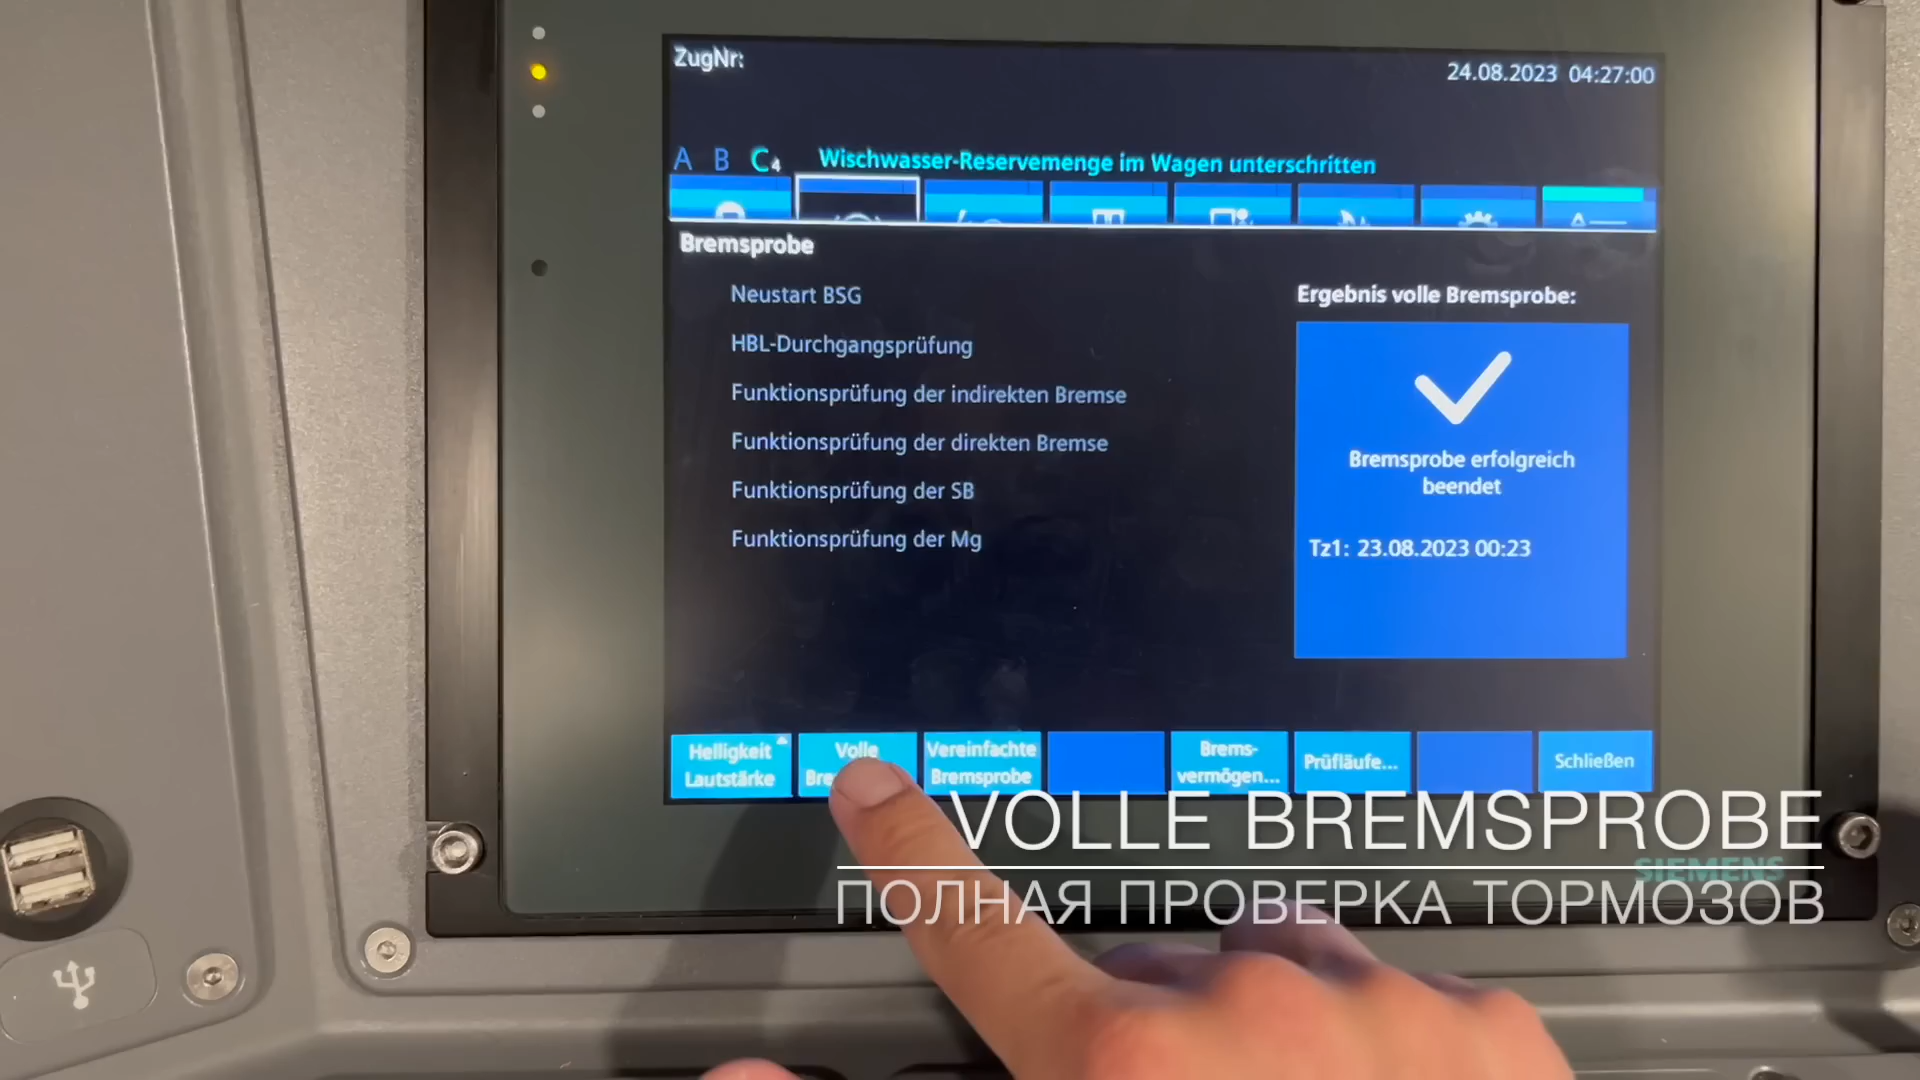 ZugNr:
24.08.2023 04:27:00
A B C4
Wischwasser-Reservemenge im Wagen unterschritten
Bremsprobe
Neustart BSG
HBL-Durchgangsprüfung
Funktionsprüfung der indirekten Bremse
Funktionsprüfung der direkten Bremse
Funktionsprüfung der SB
Funktionsprüfung der Mg
Ergebnis volle Bremsprobe:
Bremsprobe erfolgreich
beendet
Tz1: 23.08.2023 00:23
Helligkeit
Lautstärke
Volle
Vereinfachte
Bremsprobe
Brems-
vermögen...
Prüfläufe...
Schließen
VOLLE BREMSPROBE
SIEMENS
ПОЛНАЯ ПРОВЕРКА ТОРМОЗОВ